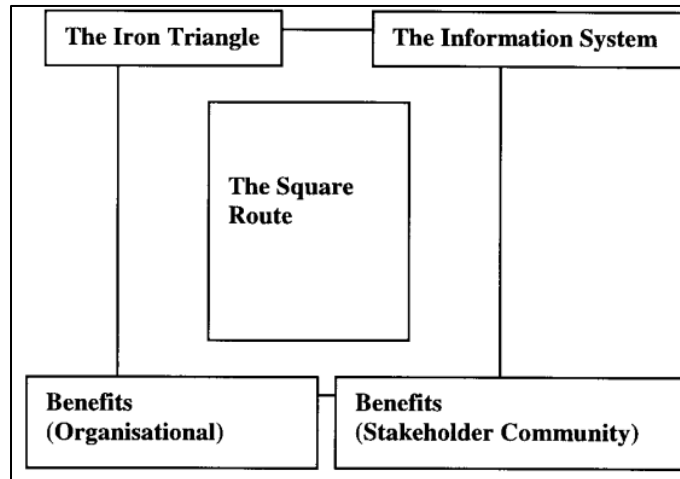 The Iron Triangle
The Information System
The Square
Route
Benefits
(Organisational)
Benefits
(Stakeholder Community)